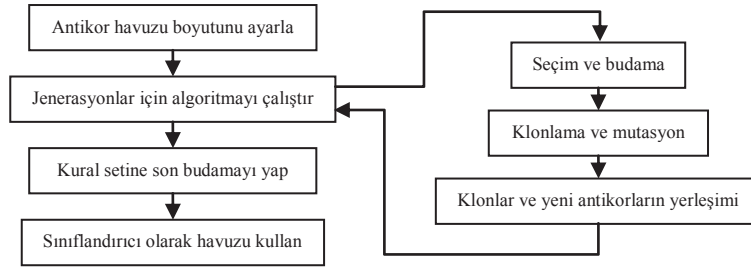 Antikor havuzu boyutunu ayarla
Jenerasyonlar için algoritmayı çalıştır
Kural setine son budamayı yap
Sınıflandırıcı olarak havuzu kullan
Seçim ve budama
Klonlama ve mutasyon
Klonlar ve yeni antikorların yerleşimi